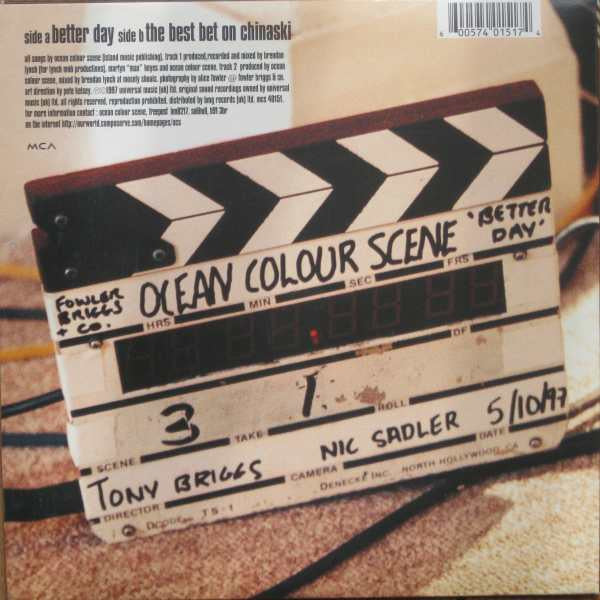 side a better day side b the best bet on chinaski
all songs by ocean colour scene [island music publishing], track 1 produced, recorded and mixed by brendan
lynch [for lynch mob productions], martyn "max" heyes and ocean colour scene, track 2 produced by ocean
colour scene, mixed by brendan lynch at moseley shoals. photography by alice fowler @ fowler briggs & co.
art direction by pete kelsey. ℗©1997 universal music (uk) ltd. original sound recordings owned by universal
music (uk) ltd. all rights reserved. reproduction prohibited. distributed by bmg records (uk) ltd. mcs 40151.
for more information contact : ocean colour scene, freepost bm8217, solihull, b91 3br
on the internet http://ourworld.compuserve.com/homepages/ocs
MCA
6 00574 01517 4
'BETTER
DAY'
OCEAN COLOUR SCENE
FOWLER
BRIGGS
+ CO.
HRS MIN SEC FRS
DF
3 1
SCENE TAKE ROLL
TONY BRIGGS NIC SADLER 5/10/97
DIRECTOR CAMERA DATE
DCODE TS-1 DENECKE INC. NORTH HOLLYWOOD, CA